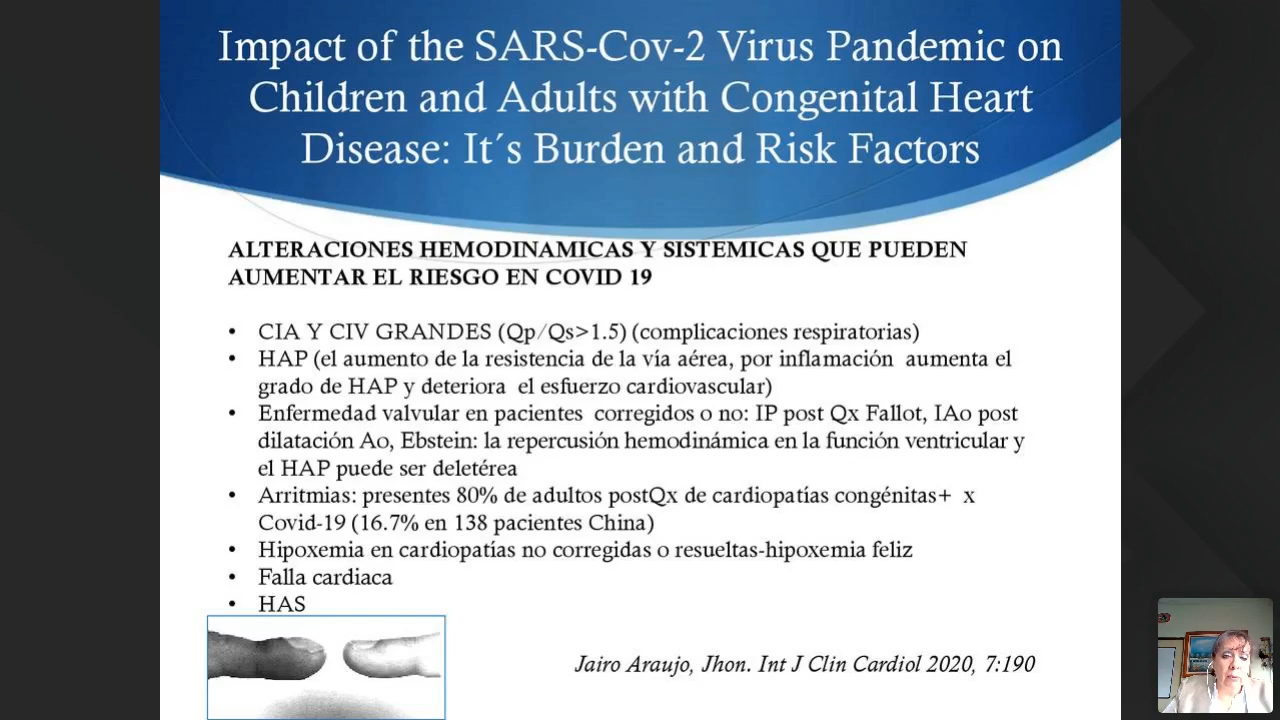 Impact of the SARS-Cov-2 Virus Pandemic on
Children and Adults with Congenital Heart
Disease: It´s Burden and Risk Factors
ALTERACIONES HEMODINAMICAS Y SISTEMICAS QUE PUEDEN
AUMENTAR EL RIESGO EN COVID 19
• CIA Y CIV GRANDES (Qp/Qs>1.5) (complicaciones respiratorias)
• HAP (el aumento de la resistencia de la vía aérea, por inflamación aumenta el
grado de HAP y deteriora el esfuerzo cardiovascular)
• Enfermedad valvular en pacientes corregidos o no: IP post Qx Fallot, IAo post
dilatación Ao, Ebstein: la repercusión hemodinámica en la función ventricular y
el HAP puede ser deletérea
• Arritmias: presentes 80% de adultos postQx de cardiopatías congénitas+ x
Covid-19 (16.7% en 138 pacientes China)
• Hipoxemia en cardiopatías no corregidas o resueltas-hipoxemia feliz
• Falla cardiaca
• HAS
Jairo Araujo, Jhon. Int J Clin Cardiol 2020, 7:190